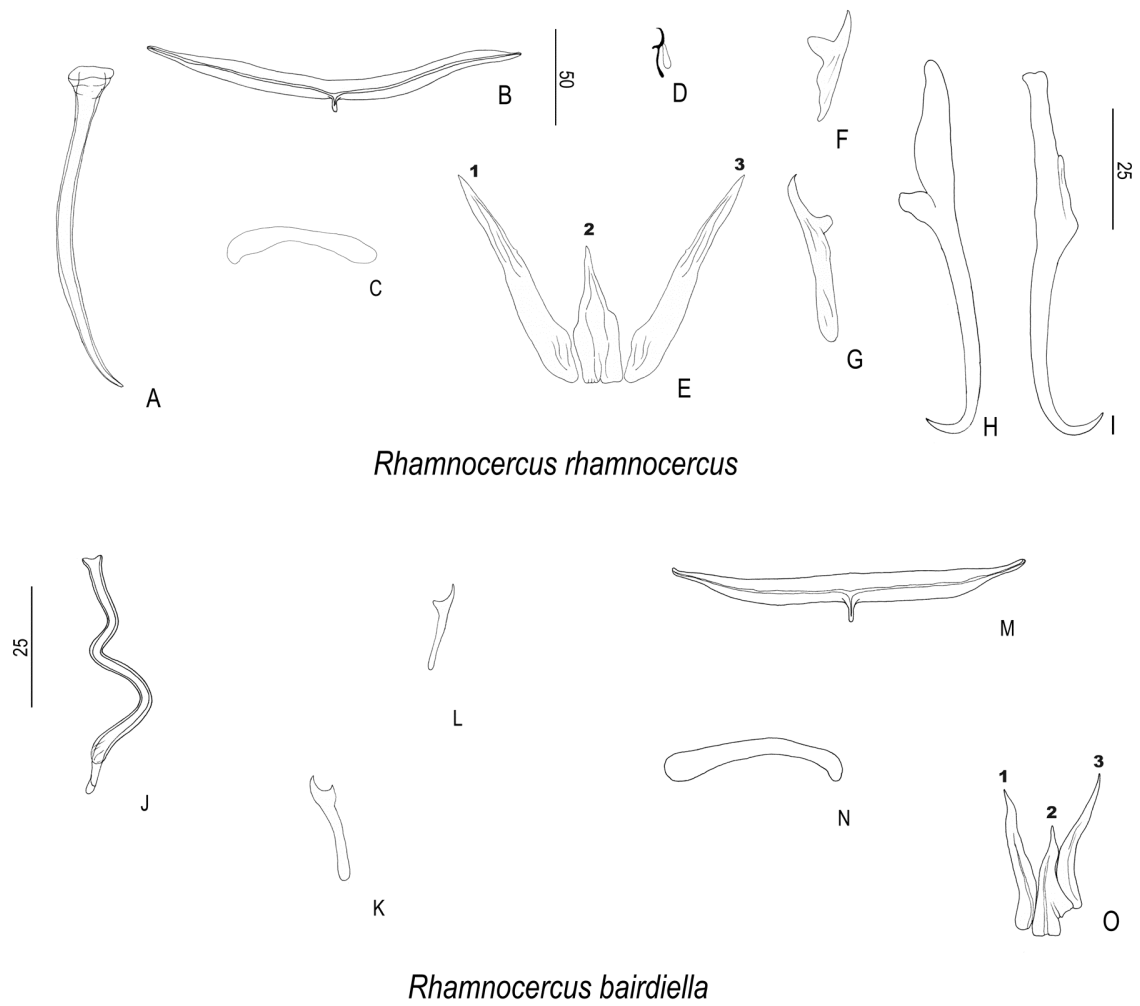 B
50
D
F
H
I
25
1
2
3
C
G
A
E
Rhamnocercus rhamnocercus
25
J
L
K
M
N
1
2
3
O
Rhamnocercus bairdiella